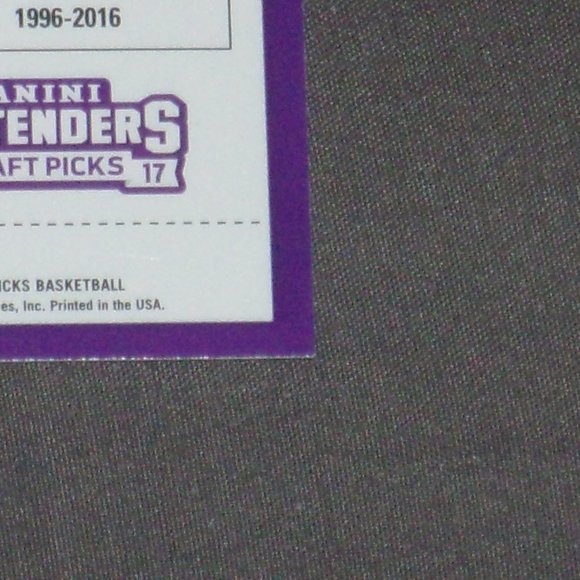 1996-2016
ANINI
TENDERS
AFT PICKS 17
ICKS BASKETBALL
es, Inc. Printed in the USA.